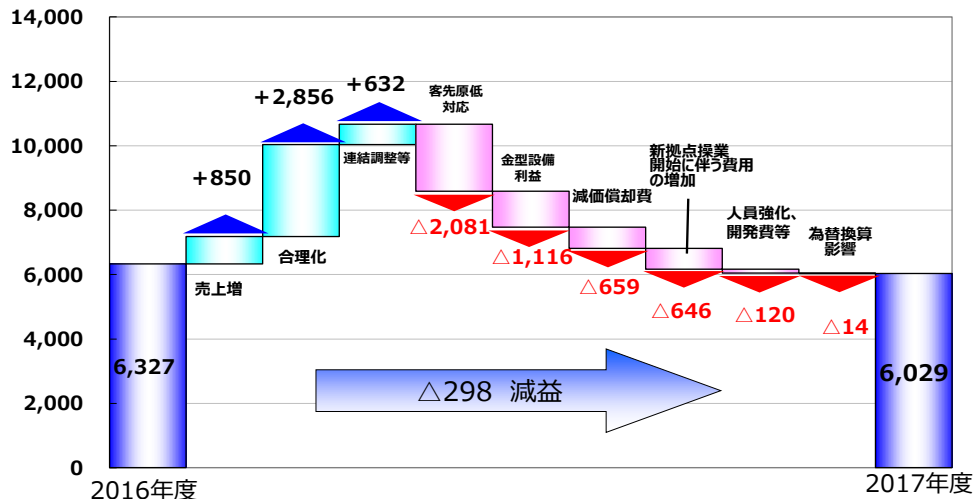 14,000
12,000
10,000
8,000
6,000
4,000
2,000
0
6,327
2016年度
+850
売上増
+2,856
合理化
+632
連結調整等
客先原低
対応
△2,081
金型設備
利益
△1,116
減価償却費
△659
新拠点操業
開始に伴う費用
の増加
△646
人員強化、
開発費等
△120
為替換算
影響
△14
6,029
2017年度
△298 減益